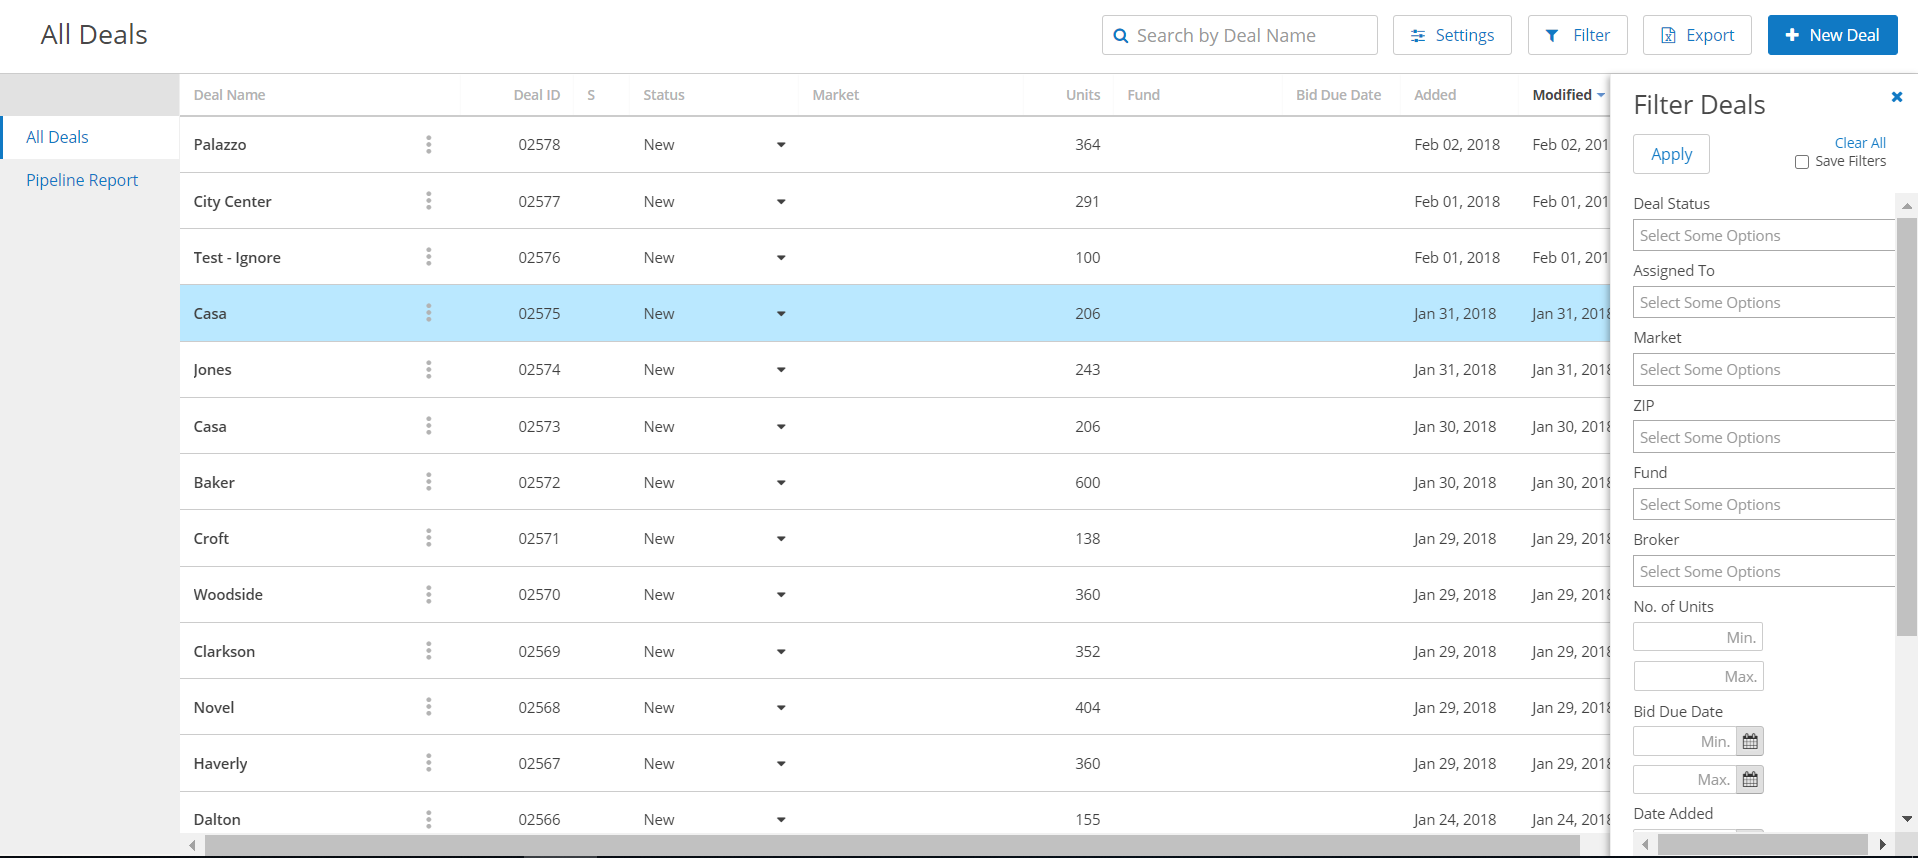 All Deals
Search by Deal Name
Settings
Filter
Export
New Deal
All Deals
Pipeline Report
Deal Name Deal ID S Status Market Units Fund Bid Due Date Added Modified
Palazzo 02578 New 364 Feb 02, 2018 Feb 02, 201
City Center 02577 New 291 Feb 01, 2018 Feb 01, 201
Test - Ignore 02576 New 100 Feb 01, 2018 Feb 01, 201
Casa 02575 New 206 Jan 31, 2018 Jan 31, 2018
Jones 02574 New 243 Jan 31, 2018 Jan 31, 2018
Casa 02573 New 206 Jan 30, 2018 Jan 30, 2018
Baker 02572 New 600 Jan 30, 2018 Jan 30, 2018
Croft 02571 New 138 Jan 29, 2018 Jan 29, 2018
Woodside 02570 New 360 Jan 29, 2018 Jan 29, 2018
Clarkson 02569 New 352 Jan 29, 2018 Jan 29, 2018
Novel 02568 New 404 Jan 29, 2018 Jan 29, 2018
Haverly 02567 New 360 Jan 29, 2018 Jan 29, 2018
Dalton 02566 New 155 Jan 24, 2018 Jan 24, 2018
Filter Deals
Apply
Clear All
Save Filters
Deal Status
Select Some Options
Assigned To
Select Some Options
Market
Select Some Options
ZIP
Select Some Options
Fund
Select Some Options
Broker
Select Some Options
No. of Units
Min.
Max.
Bid Due Date
Min.
Max.
Date Added